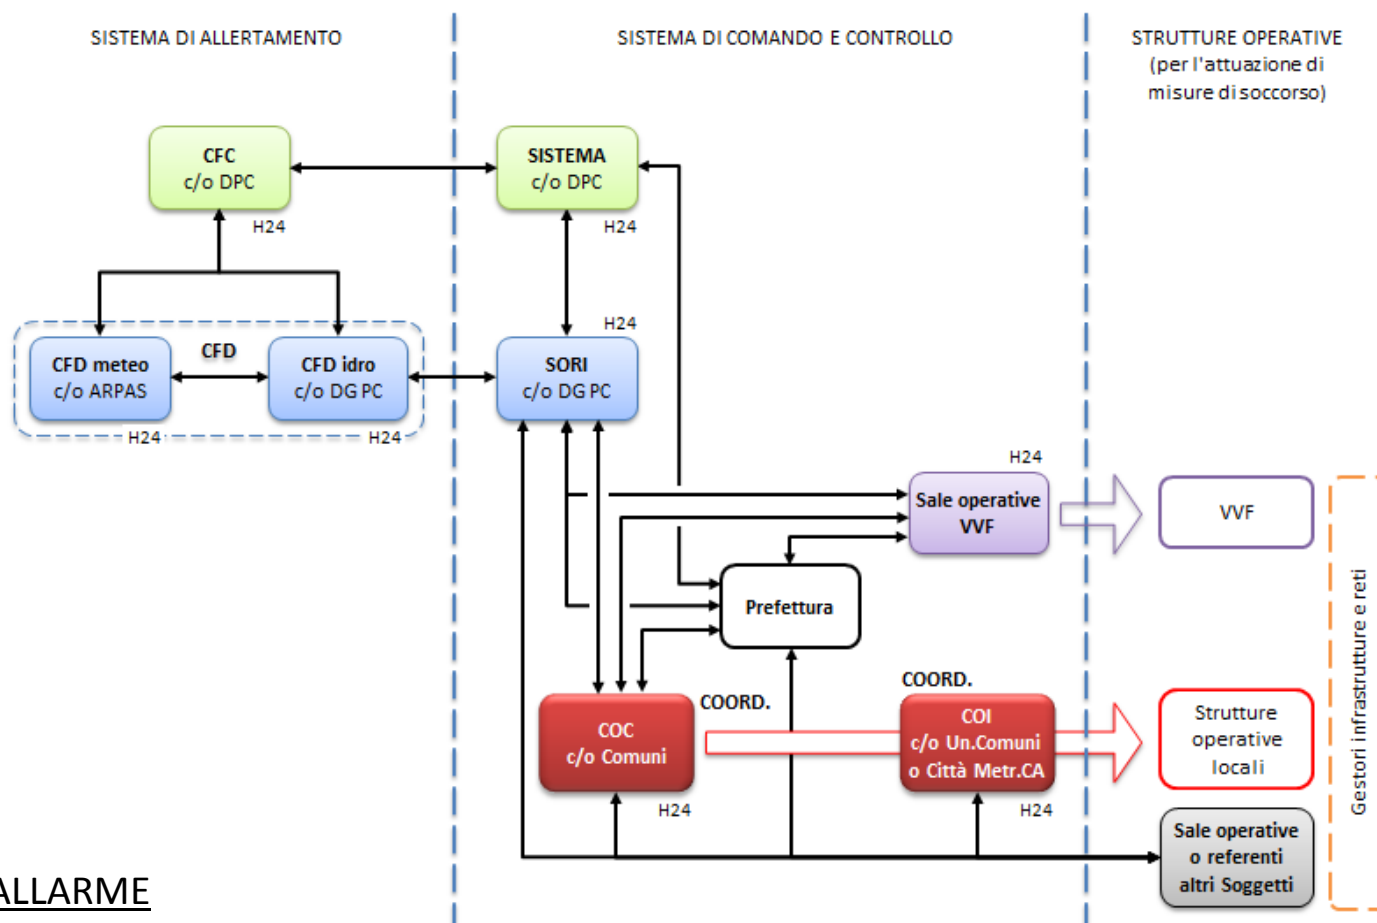 SISTEMA DI ALLERTAMENTO
SISTEMA DI COMANDO E CONTROLLO
STRUTTURE OPERATIVE
(per l'attuazione di
misure di soccorso)
CFC
c/o DPC
H24
SISTEMA
c/o DPC
H24
CFD
CFD meteo
c/o ARPAS
H24
CFD idro
c/o DG PC
H24
H24
SORI
c/o DG PC
H24
Sale operative
VVF
VVF
Prefettura
COORD.
COC
c/o Comuni
H24
COORD.
COI
c/o Un.Comuni
o Città Metr.CA
H24
Strutture
operative
locali
Sale operative
o referenti
altri Soggetti
Gestori infrastrutture e reti
ALLARME